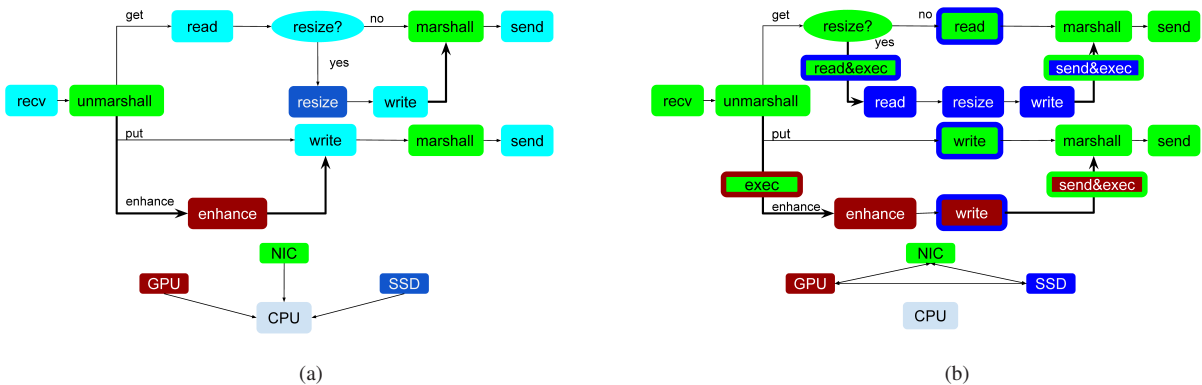 get
read
resize?
no
marshall
send
yes
recv
unmarshall
resize
write
put
write
marshall
send
enhance
enhance
NIC
GPU
SSD
CPU
(a)
get
resize?
no
read
marshall
send
yes
read&exec
send&exec
recv
unmarshall
read
resize
write
put
write
marshall
send
exec
send&exec
enhance
enhance
write
NIC
GPU
SSD
CPU
(b)